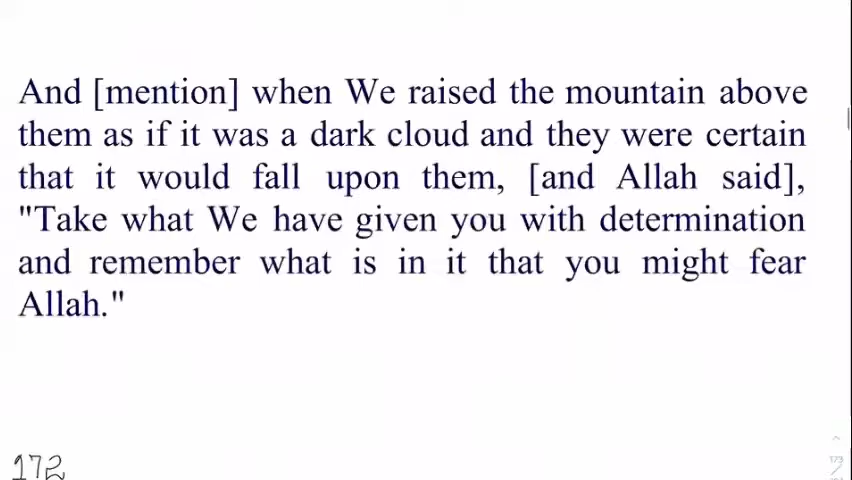 And [mention] when We raised the mountain above
them as if it was a dark cloud and they were certain
that it would fall upon them, [and Allah said],
"Take what We have given you with determination
and remember what is in it that you might fear
Allah."
172
173